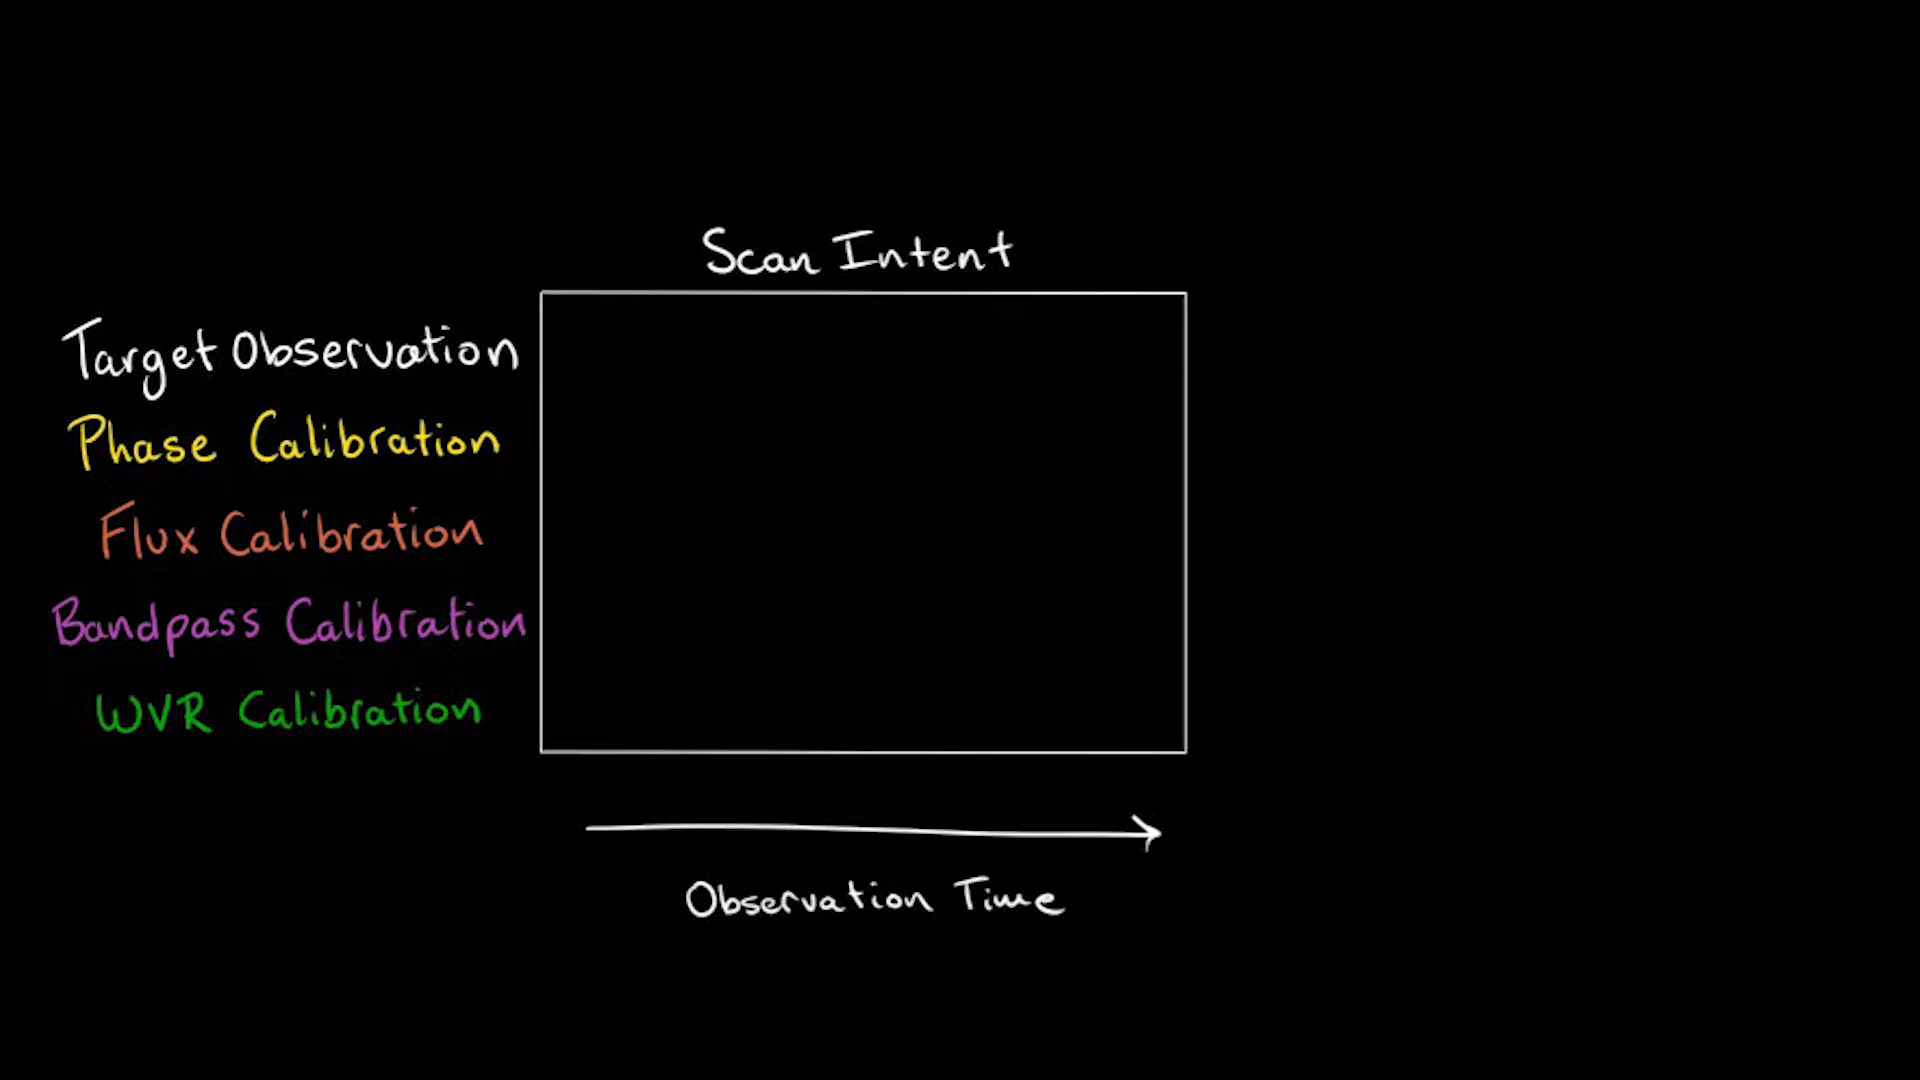 Scan Intent
Target Observation
Phase Calibration
Flux Calibration
Bandpass Calibration
WVR Calibration
Observation Time